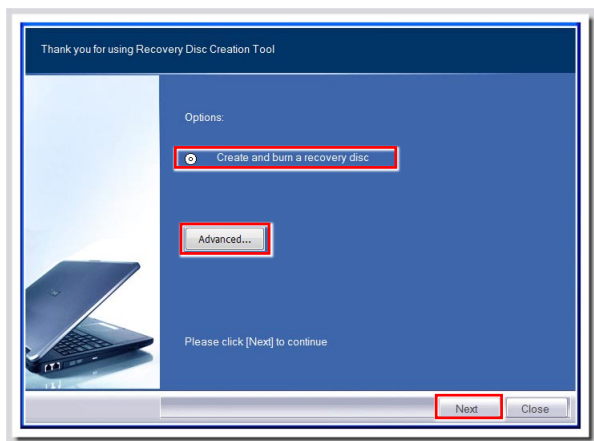 Thank you for using Recovery Disc Creation Tool
Options:
Create and burn a recovery disc
Advanced...
Please click [Next] to continue
Next
Close